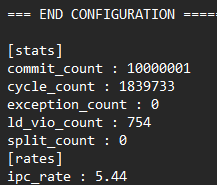 === END CONFIGURATION =====
[stats]
commit_count : 10000001
cycle_count : 1839733
exception_count : 0
ld_vio_count : 754
split_count : 0
[rates]
ipc_rate : 5.44